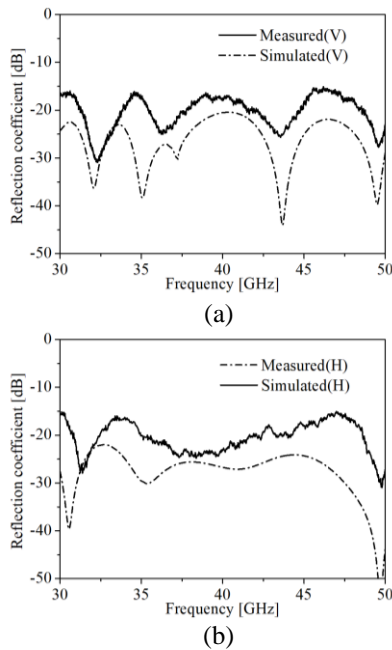 0
-10
-20
-30
-40
-50
Reflection coefficient [dB]
Measured(V)
Simulated(V)
30 35 40 45 50
Frequency [GHz]
(a)
0
-10
-20
-30
-40
-50
Reflection coefficient [dB]
Measured(H)
Simulated(H)
30 35 40 45 50
Frequency [GHz]
(b)